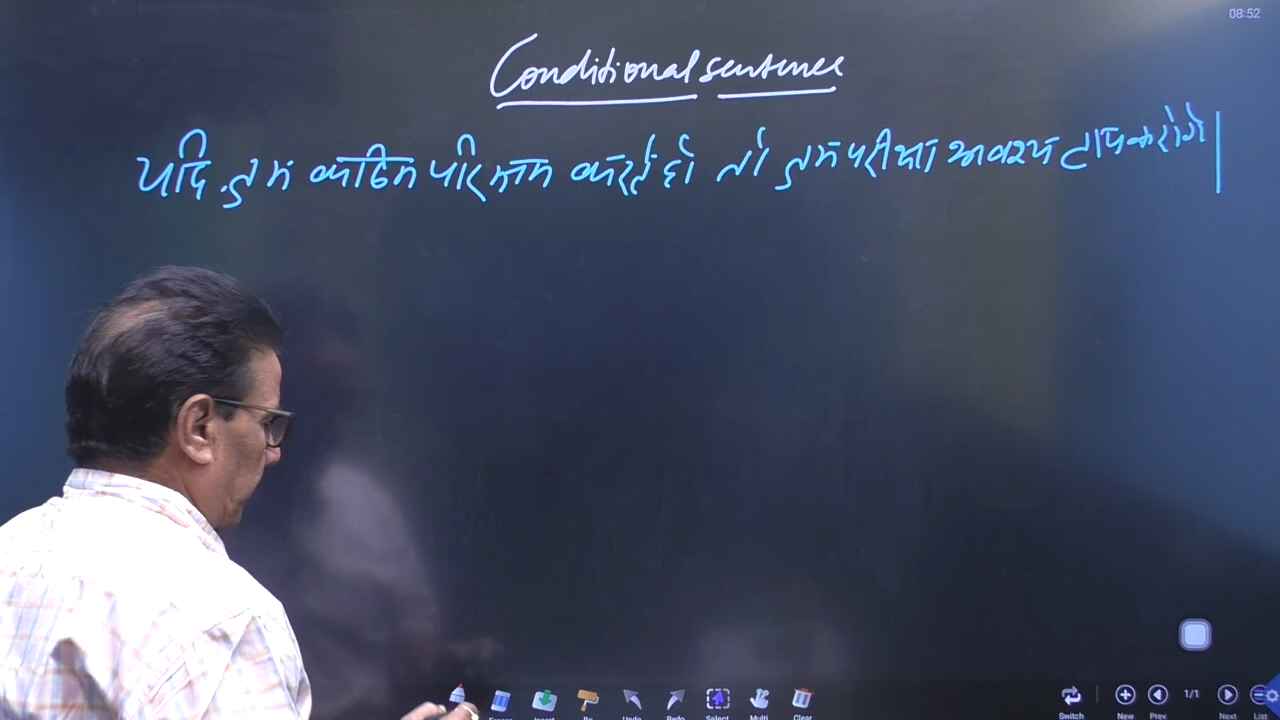 08:52
Conditional sentence
यदि तुम कठिन परिश्रम करते हो तो तुम परीक्षा अवश्य टॉप करोगे।
Insert Undo Redo Select Multi Clear Switch New Prev. 1/1 Next List